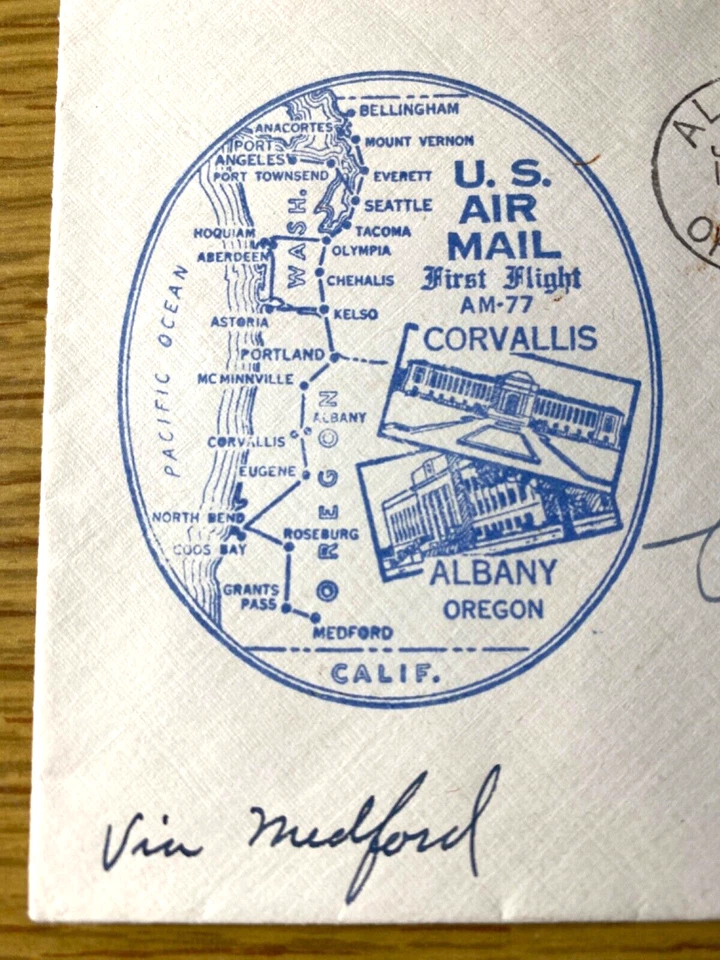 BELLINGHAM
ANACORTES
MOUNT VERNON
PORT
ANGELES
PORT TOWNSEND
EVERETT
SEATTLE
TACOMA
HOQUIAM
ABERDEEN
OLYMPIA
WASH.
CHEHALIS
ASTORIA
KELSO
PACIFIC OCEAN
PORTLAND
MCMINNVILLE
ALBANY
CORVALLIS
EUGENE
OREGON
NORTH BEND
COOS BAY
ROSEBURG
GRANTS
PASS
MEDFORD
CALIF.
U. S.
AIR
MAIL
First Flight
AM-77
CORVALLIS
ALBANY
OREGON
Via Medford